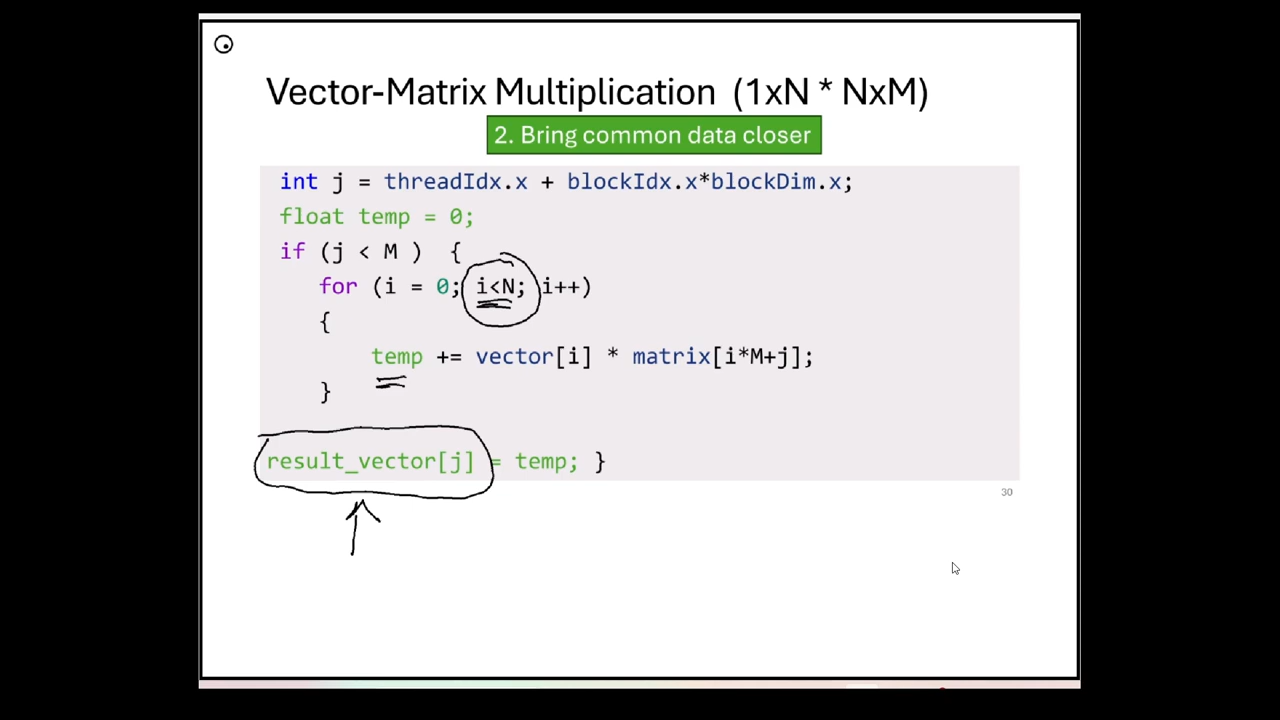 Vector-Matrix Multiplication (1xN * NxM)
2. Bring common data closer
int j = threadIdx.x + blockIdx.x*blockDim.x;
float temp = 0;
if (j < M ) {
for (i = 0; i<N; i++)
{
temp += vector[i] * matrix[i*M+j];
}
result_vector[j] = temp; }
30